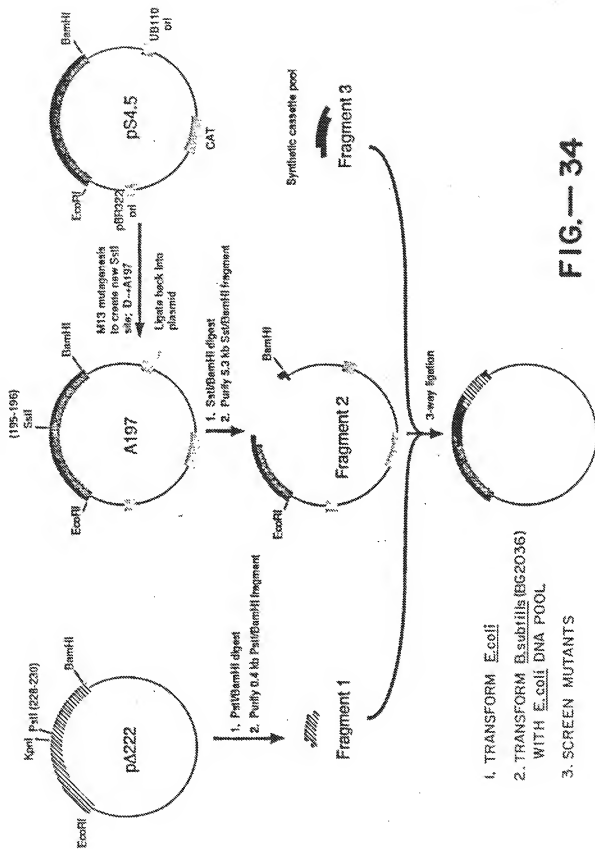 EcoRI
BamHI
pS4.5
pBR322
ori
CAT
UB110
ori
M13 mutagenesis
to create new SstI
site; D→A197
Ligate back into
plasmid
(195-196)
SstI
EcoRI
BamHI
A197
KpnI PstI (228-230)
EcoRI
BamHI
pΔ222
1. PstI/BamHI digest
2. Purify 0.4 kb PstI/BamHI fragment
1. SstI/BamHI digest
2. Purify 5.3 kb Sst/BamHI fragment
Fragment 1
EcoRI
BamHI
Fragment 2
Synthetic cassette pool
Fragment 3
3-way ligation
1. TRANSFORM E.coli
2. TRANSFORM B.subtilis (BG2036)
WITH E.coli DNA POOL
3. SCREEN MUTANTS
FIG.—34